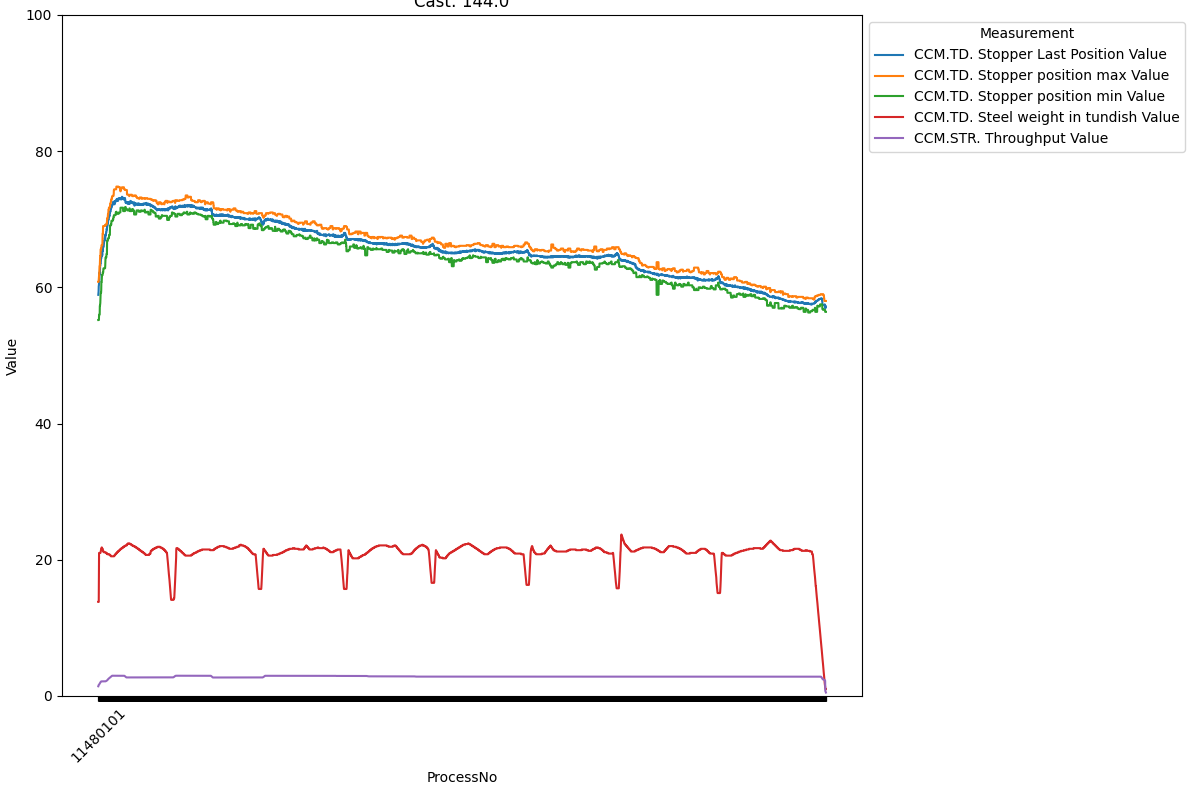 Cast: 144.0
100
80
60
40
20
0
Value
11480101
ProcessNo
Measurement
CCM.TD. Stopper Last Position Value
CCM.TD. Stopper position max Value
CCM.TD. Stopper position min Value
CCM.TD. Steel weight in tundish Value
CCM.STR. Throughput Value